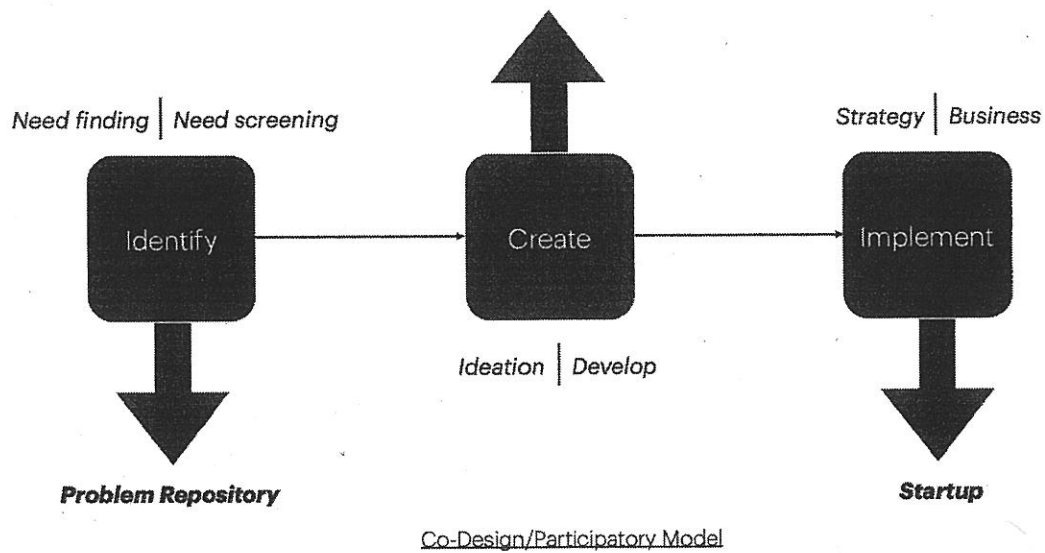 Need finding | Need screening
Strategy | Business
Identify
Create
Implement
Ideation | Develop
Problem Repository
Startup
Co-Design/Participatory Model